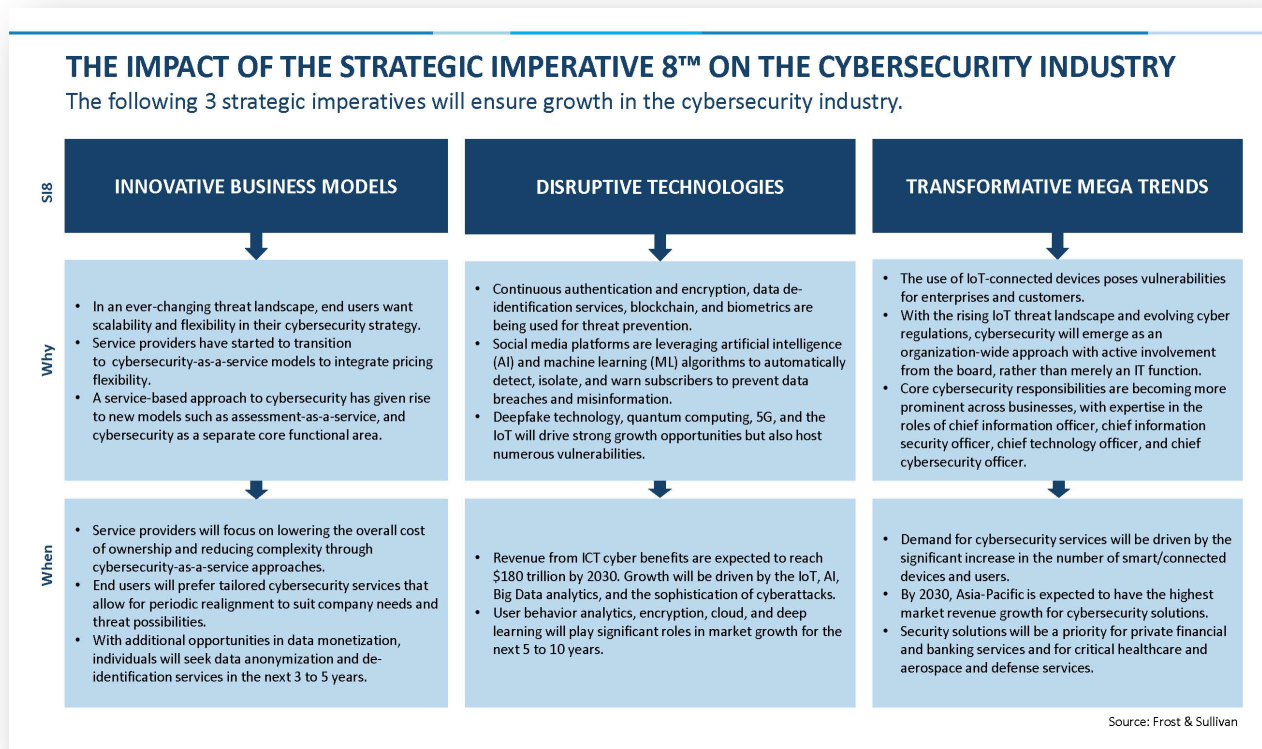 THE IMPACT OF THE STRATEGIC IMPERATIVE 8™ ON THE CYBERSECURITY INDUSTRY
The following 3 strategic imperatives will ensure growth in the cybersecurity industry.
SI8
INNOVATIVE BUSINESS MODELS
DISRUPTIVE TECHNOLOGIES
TRANSFORMATIVE MEGA TRENDS
Why
• In an ever-changing threat landscape, end users want
scalability and flexibility in their cybersecurity strategy.
• Service providers have started to transition
to cybersecurity-as-a-service models to integrate pricing
flexibility.
• A service-based approach to cybersecurity has given rise
to new models such as assessment-as-a-service, and
cybersecurity as a separate core functional area.
• Continuous authentication and encryption, data de-
identification services, blockchain, and biometrics are
being used for threat prevention.
• Social media platforms are leveraging artificial intelligence
(AI) and machine learning (ML) algorithms to automatically
detect, isolate, and warn subscribers to prevent data
breaches and misinformation.
• Deepfake technology, quantum computing, 5G, and the
IoT will drive strong growth opportunities but also host
numerous vulnerabilities.
• The use of IoT-connected devices poses vulnerabilities
for enterprises and customers.
• With the rising IoT threat landscape and evolving cyber
regulations, cybersecurity will emerge as an
organization-wide approach with active involvement
from the board, rather than merely an IT function.
• Core cybersecurity responsibilities are becoming more
prominent across businesses, with expertise in the
roles of chief information officer, chief information
security officer, chief technology officer, and chief
cybersecurity officer.
When
• Service providers will focus on lowering the overall cost
of ownership and reducing complexity through
cybersecurity-as-a-service approaches.
• End users will prefer tailored cybersecurity services that
allow for periodic realignment to suit company needs and
threat possibilities.
• With additional opportunities in data monetization,
individuals will seek data anonymization and de-
identification services in the next 3 to 5 years.
• Revenue from ICT cyber benefits are expected to reach
$180 trillion by 2030. Growth will be driven by the IoT, AI,
Big Data analytics, and the sophistication of cyberattacks.
• User behavior analytics, encryption, cloud, and deep
learning will play significant roles in market growth for the
next 5 to 10 years.
• Demand for cybersecurity services will be driven by the
significant increase in the number of smart/connected
devices and users.
• By 2030, Asia-Pacific is expected to have the highest
market revenue growth for cybersecurity solutions.
• Security solutions will be a priority for private financial
and banking services and for critical healthcare and
aerospace and defense services.
Source: Frost & Sullivan